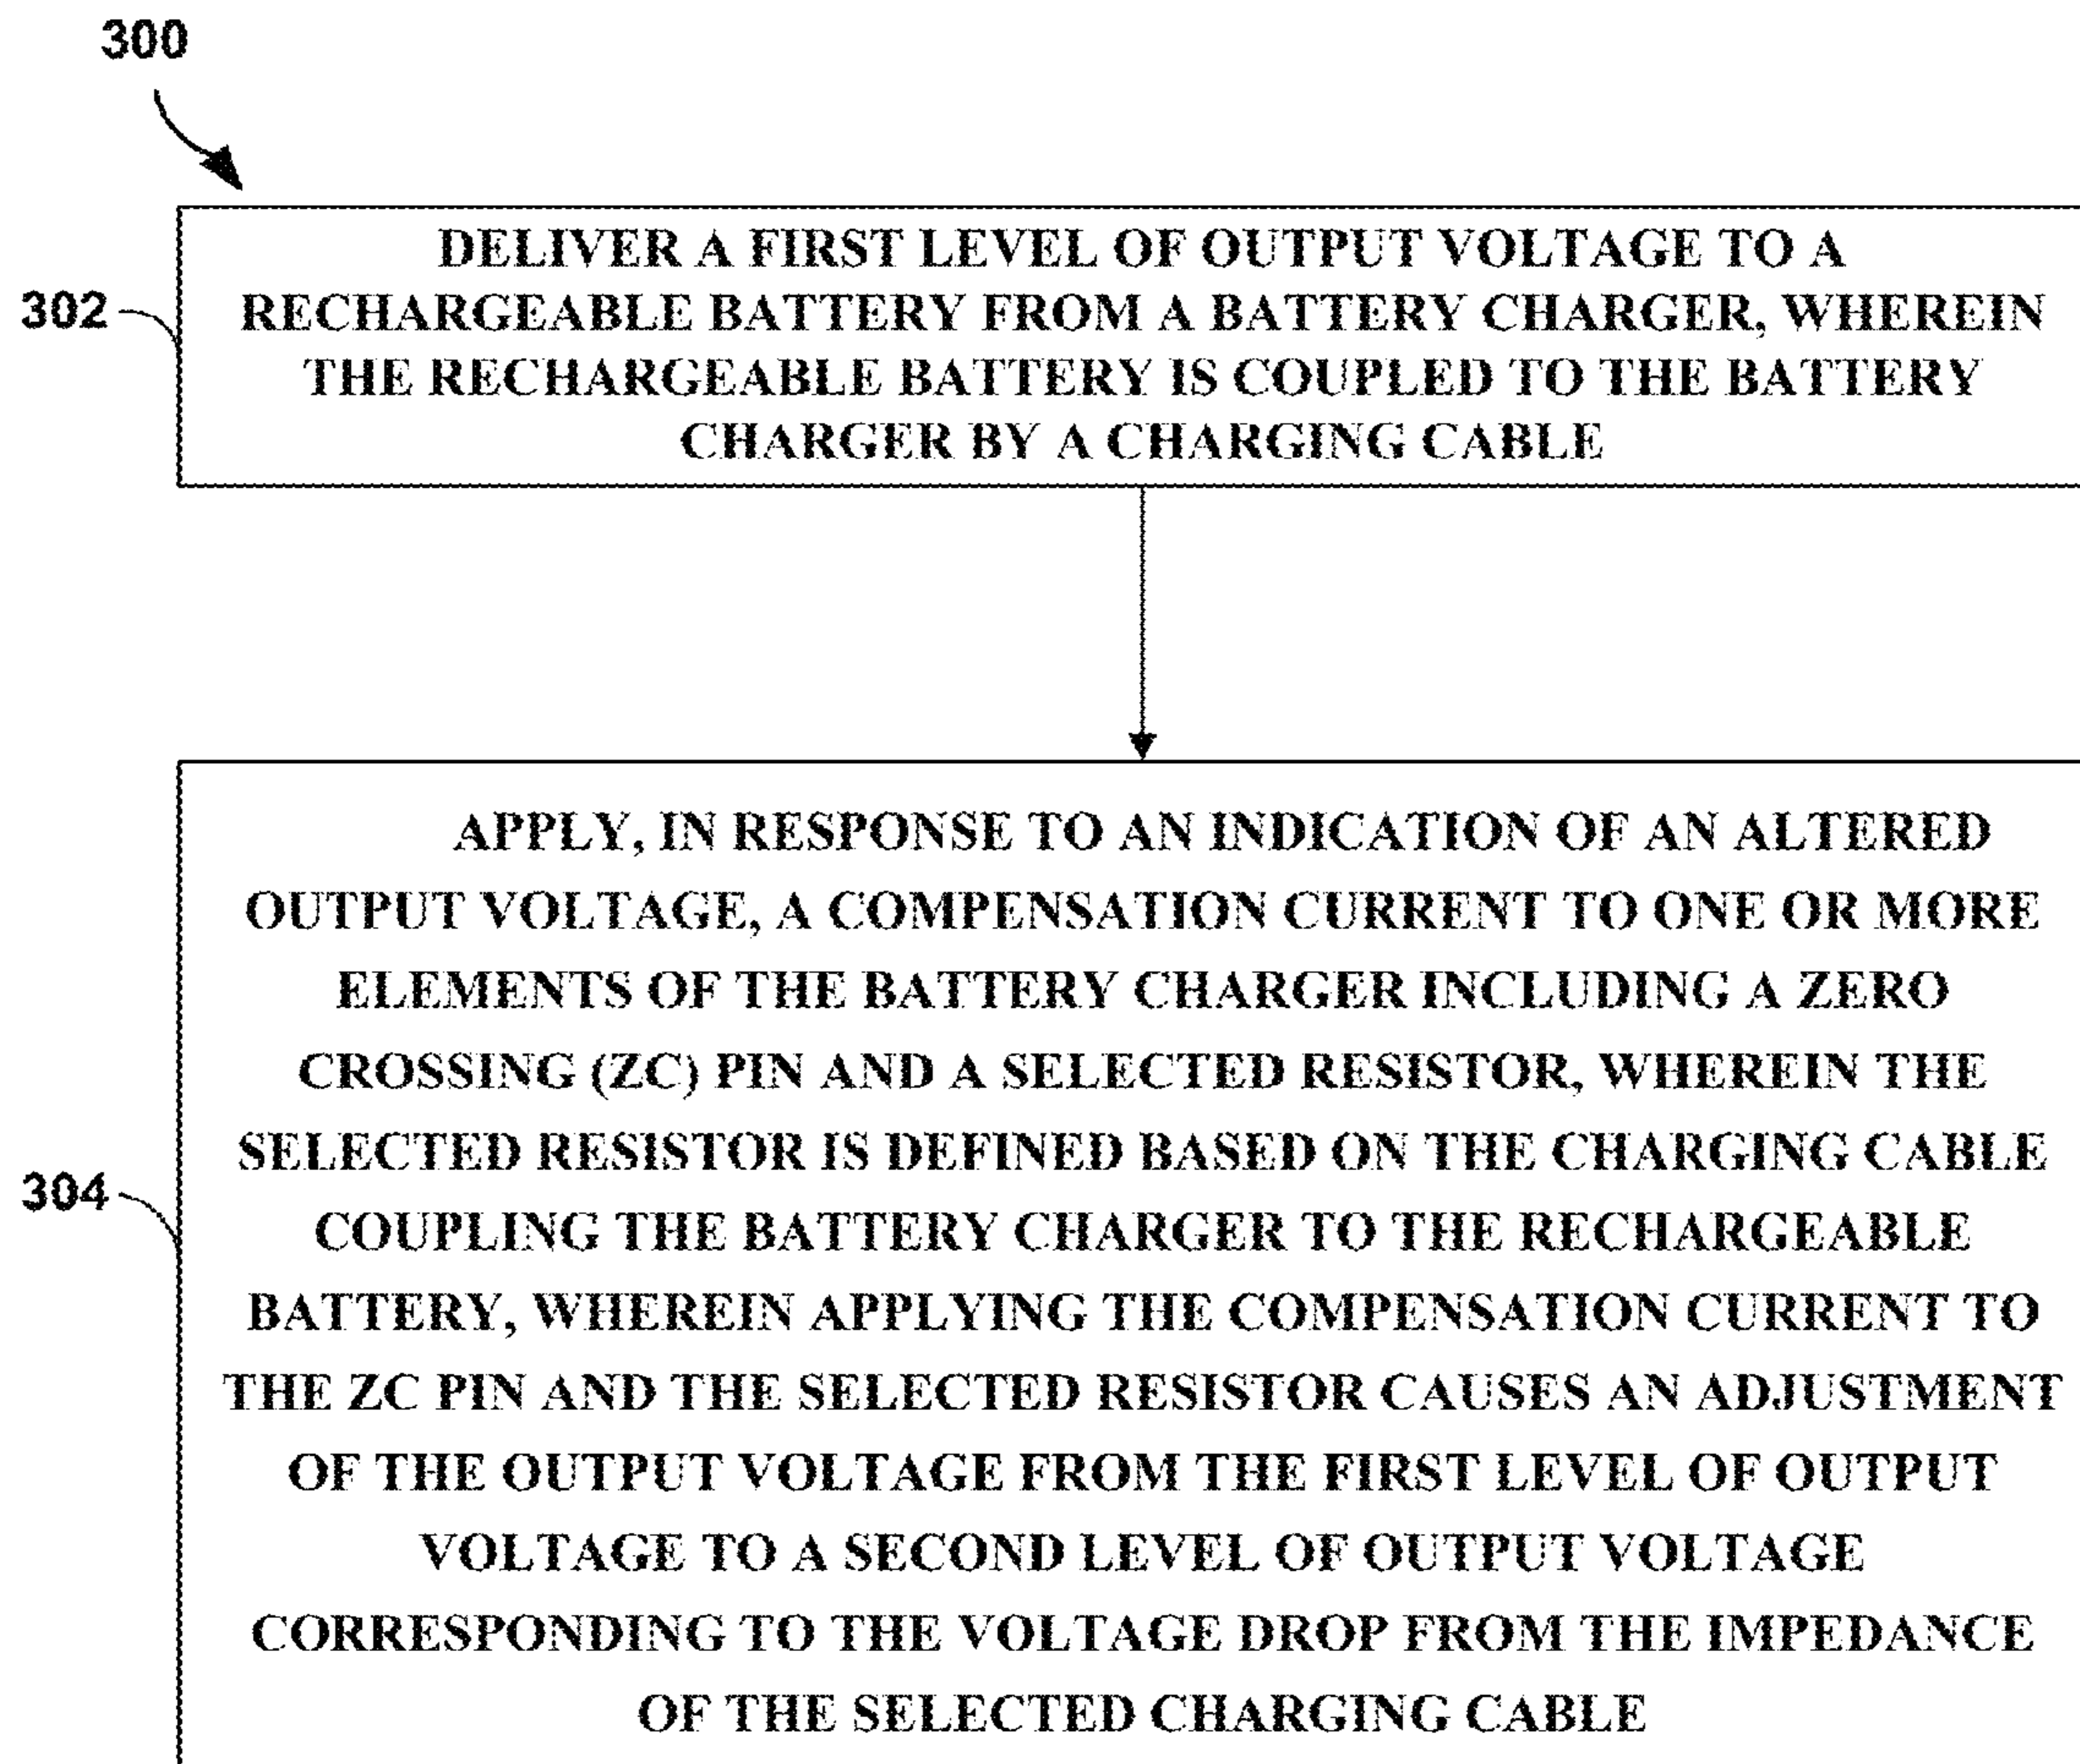 300
302
DELIVER A FIRST LEVEL OF OUTPUT VOLTAGE TO A
RECHARGEABLE BATTERY FROM A BATTERY CHARGER, WHEREIN
THE RECHARGEABLE BATTERY IS COUPLED TO THE BATTERY
CHARGER BY A CHARGING CABLE
304
APPLY, IN RESPONSE TO AN INDICATION OF AN ALTERED
OUTPUT VOLTAGE, A COMPENSATION CURRENT TO ONE OR MORE
ELEMENTS OF THE BATTERY CHARGER INCLUDING A ZERO
CROSSING (ZC) PIN AND A SELECTED RESISTOR, WHEREIN THE
SELECTED RESISTOR IS DEFINED BASED ON THE CHARGING CABLE
COUPLING THE BATTERY CHARGER TO THE RECHARGEABLE
BATTERY, WHEREIN APPLYING THE COMPENSATION CURRENT TO
THE ZC PIN AND THE SELECTED RESISTOR CAUSES AN ADJUSTMENT
OF THE OUTPUT VOLTAGE FROM THE FIRST LEVEL OF OUTPUT
VOLTAGE TO A SECOND LEVEL OF OUTPUT VOLTAGE
CORRESPONDING TO THE VOLTAGE DROP FROM THE IMPEDANCE
OF THE SELECTED CHARGING CABLE